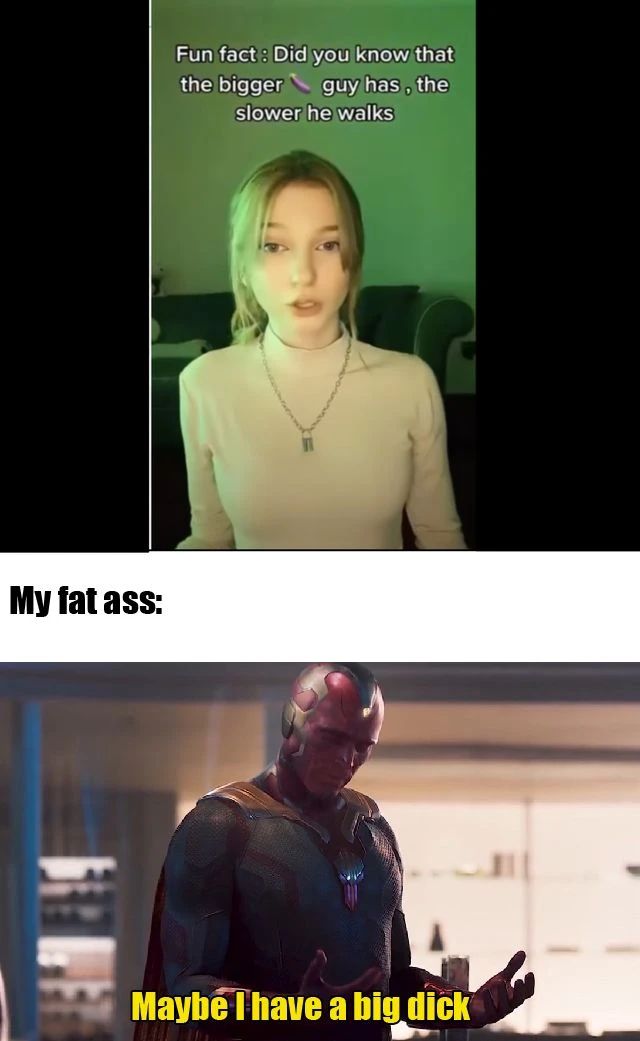 Fun fact : Did you know that
the bigger 🍆 guy has , the
slower he walks
My fat ass:
Maybe I have a big dick